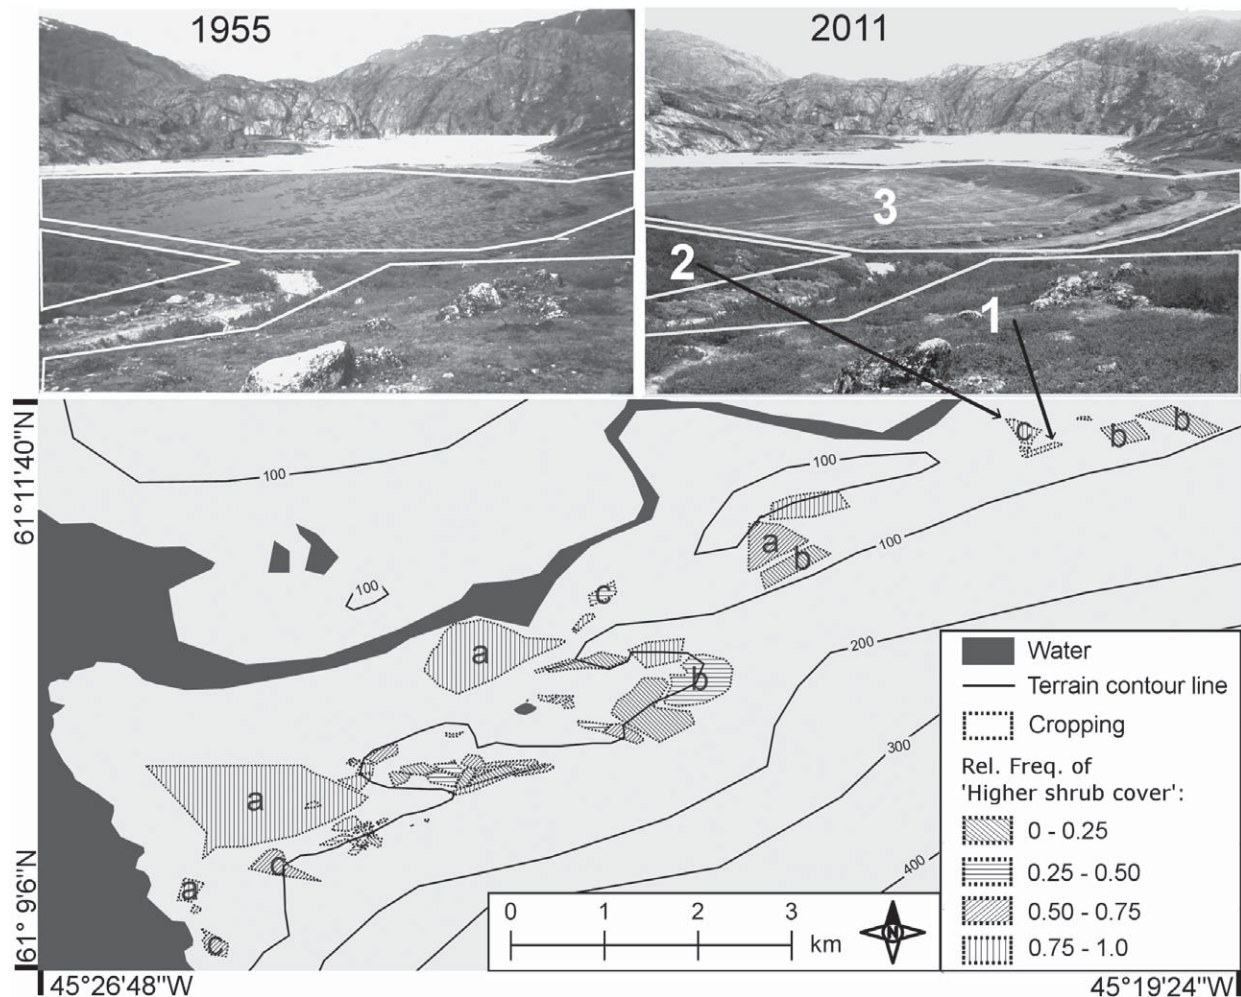 1955
2011
3
2
1
61°11'40"N
61° 9'6"N
100
100
100
100
200
300
400
c
b
b
a
b
c
a
b
a
c
a
c
Water
Terrain contour line
Cropping
Rel. Freq. of
'Higher shrub cover':
0 - 0.25
0.25 - 0.50
0.50 - 0.75
0.75 - 1.0
0 1 2 3
km
N
45°26'48"W
45°19'24"W